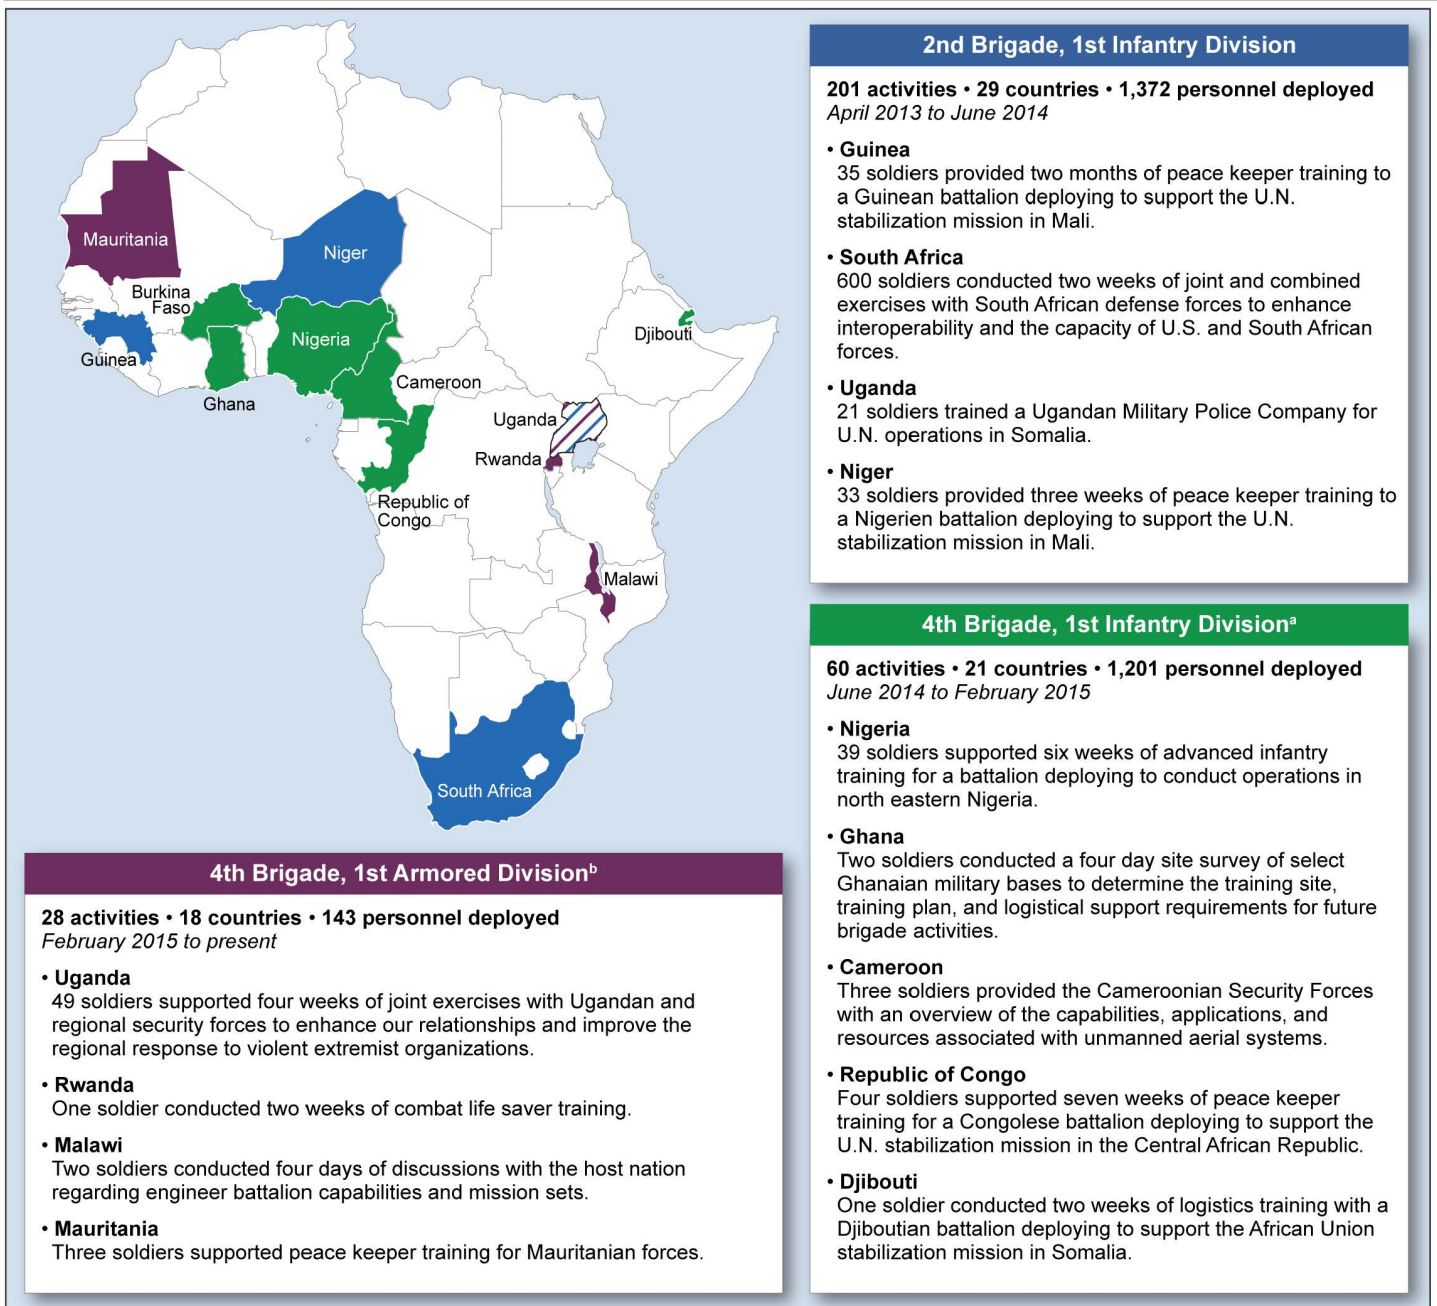 Mauritania
Niger
Burkina
Faso
Nigeria
Guinea
Ghana
Cameroon
Djibouti
Uganda
Rwanda
Republic of
Congo
Malawi
South Africa
2nd Brigade, 1st Infantry Division
201 activities • 29 countries • 1,372 personnel deployed
April 2013 to June 2014
• Guinea
35 soldiers provided two months of peace keeper training to
a Guinean battalion deploying to support the U.N.
stabilization mission in Mali.
• South Africa
600 soldiers conducted two weeks of joint and combined
exercises with South African defense forces to enhance
interoperability and the capacity of U.S. and South African
forces.
• Uganda
21 soldiers trained a Ugandan Military Police Company for
U.N. operations in Somalia.
• Niger
33 soldiers provided three weeks of peace keeper training to
a Nigerien battalion deploying to support the U.N.
stabilization mission in Mali.
4th Brigade, 1st Infantry Divisionᵃ
60 activities • 21 countries • 1,201 personnel deployed
June 2014 to February 2015
• Nigeria
39 soldiers supported six weeks of advanced infantry
training for a battalion deploying to conduct operations in
north eastern Nigeria.
• Ghana
Two soldiers conducted a four day site survey of select
Ghanaian military bases to determine the training site,
training plan, and logistical support requirements for future
brigade activities.
• Cameroon
Three soldiers provided the Cameroonian Security Forces
with an overview of the capabilities, applications, and
resources associated with unmanned aerial systems.
• Republic of Congo
Four soldiers supported seven weeks of peace keeper
training for a Congolese battalion deploying to support the
U.N. stabilization mission in the Central African Republic.
• Djibouti
One soldier conducted two weeks of logistics training with a
Djiboutian battalion deploying to support the African Union
stabilization mission in Somalia.
4th Brigade, 1st Armored Divisionᵇ
28 activities • 18 countries • 143 personnel deployed
February 2015 to present
• Uganda
49 soldiers supported four weeks of joint exercises with Ugandan and
regional security forces to enhance our relationships and improve the
regional response to violent extremist organizations.
• Rwanda
One soldier conducted two weeks of combat life saver training.
• Malawi
Two soldiers conducted four days of discussions with the host nation
regarding engineer battalion capabilities and mission sets.
• Mauritania
Three soldiers supported peace keeper training for Mauritanian forces.